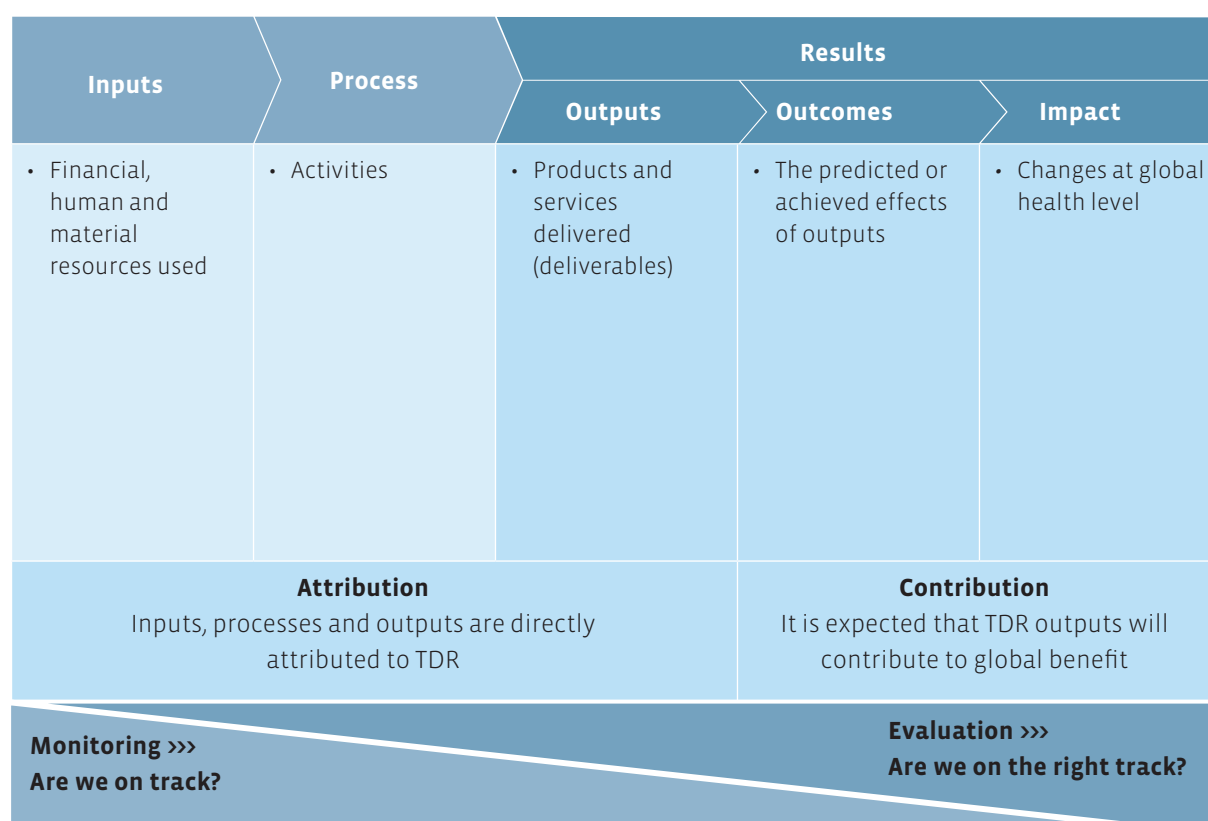 Inputs
Process
Results
Outputs
Outcomes
Impact
• Financial,
human and
material
resources used
• Activities
• Products and
services
delivered
(deliverables)
• The predicted or
achieved effects
of outputs
• Changes at global
health level
Attribution
Inputs, processes and outputs are directly
attributed to TDR
Contribution
It is expected that TDR outputs will
contribute to global benefit
Monitoring >>>
Are we on track?
Evaluation >>>
Are we on the right track?